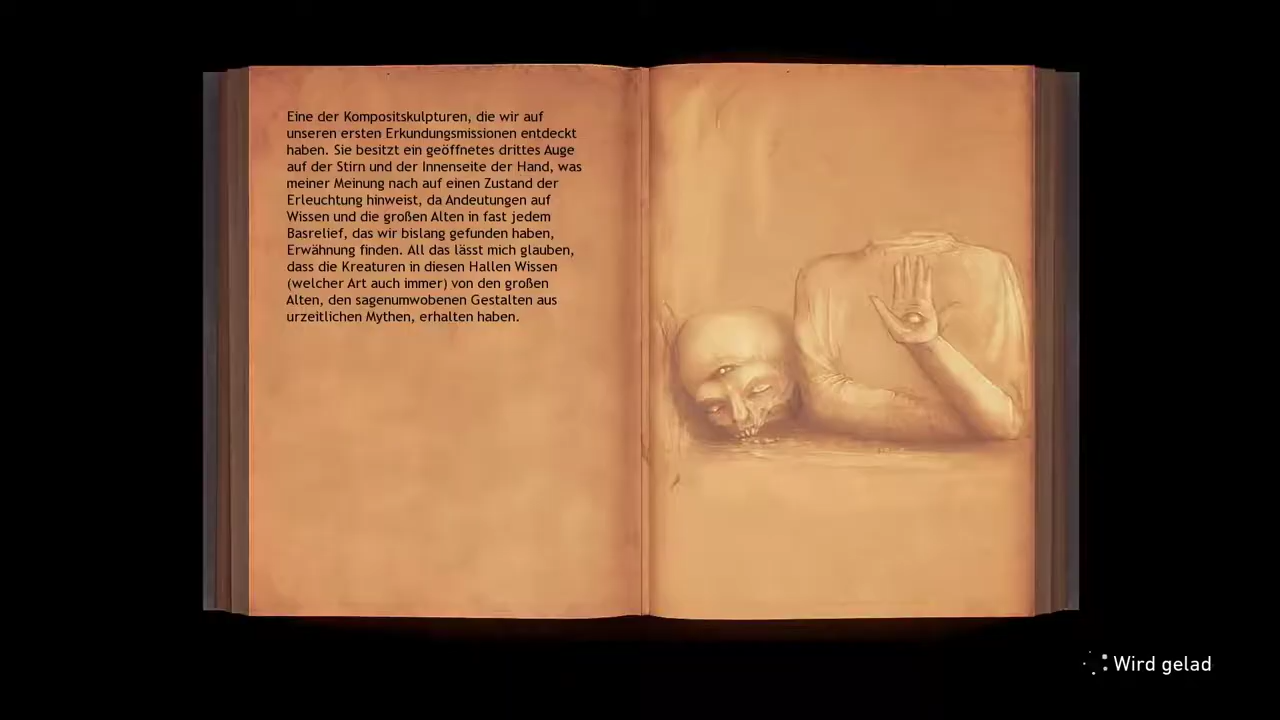 Eine der Kompositskulpturen, die wir auf
unseren ersten Erkundungsmissionen entdeckt
haben. Sie besitzt ein geöffnetes drittes Auge
auf der Stirn und der Innenseite der Hand, was
meiner Meinung nach auf einen Zustand der
Erleuchtung hinweist, da Andeutungen auf
Wissen und die großen Alten in fast jedem
Basrelief, das wir bislang gefunden haben,
Erwähnung finden. All das lässt mich glauben,
dass die Kreaturen in diesen Hallen Wissen
(welcher Art auch immer) von den großen
Alten, den sagenumwobenen Gestalten aus
urzeitlichen Mythen, erhalten haben.
Wird gelad